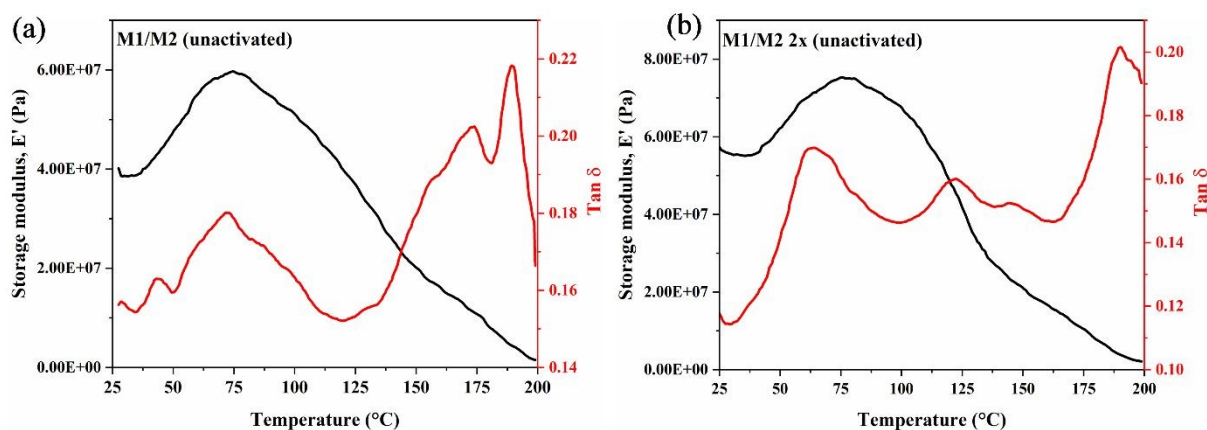 (a)
M1/M2 (unactivated)
Storage modulus, E' (Pa)
6.00E+07
4.00E+07
2.00E+07
0.00E+00
0.22
0.20
0.18
0.16
0.14
Tan δ
25 50 75 100 125 150 175 200
Temperature (°C)
(b)
M1/M2 2x (unactivated)
Storage modulus, E' (Pa)
8.00E+07
6.00E+07
4.00E+07
2.00E+07
0.00E+00
0.20
0.18
0.16
0.14
0.12
0.10
Tan δ
25 50 75 100 125 150 175 200
Temperature (°C)